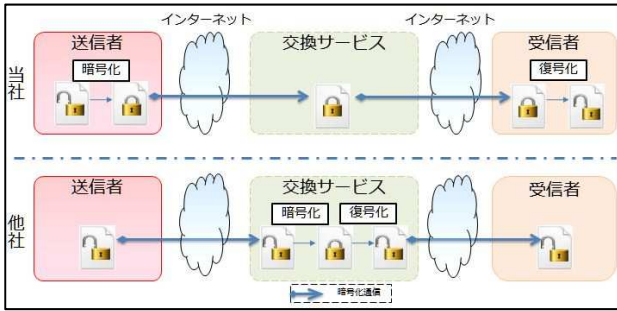 インターネット
インターネット
当社
送信者
交換サービス
受信者
暗号化
復号化
他社
送信者
交換サービス
受信者
暗号化
復号化
暗号化通信